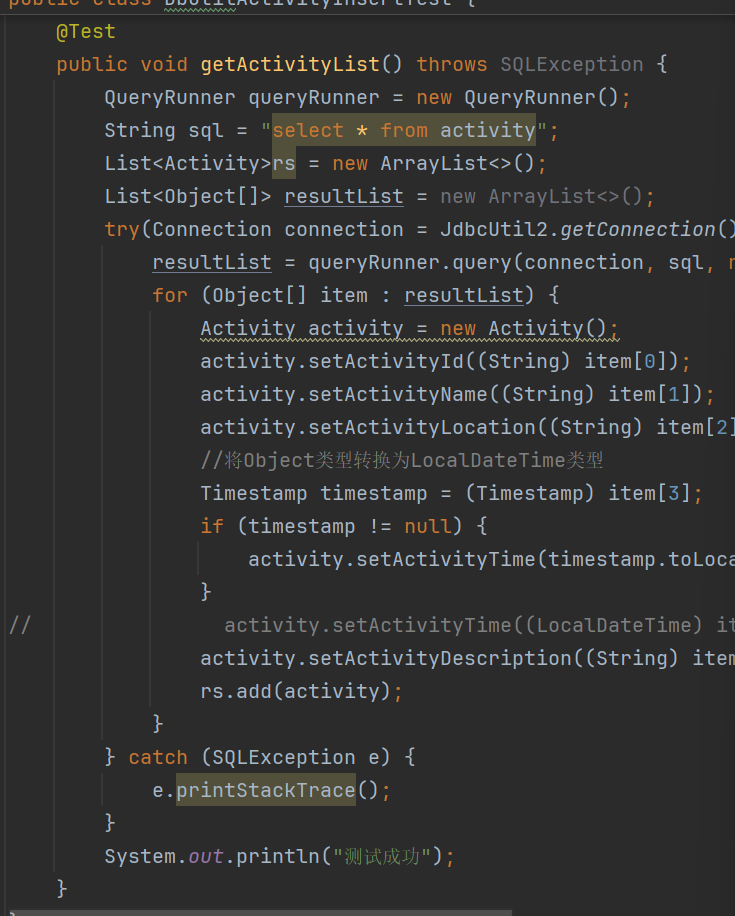 public class DbUtilActivityInsertTest {
@Test
public void getActivityList() throws SQLException {
QueryRunner queryRunner = new QueryRunner();
String sql = "select * from activity";
List<Activity>rs = new ArrayList<>();
List<Object[]> resultList = new ArrayList<>();
try(Connection connection = JdbcUtil2.getConnection()
resultList = queryRunner.query(connection, sql,
for (Object[] item : resultList) {
Activity activity = new Activity();
activity.setActivityId((String) item[0]);
activity.setActivityName((String) item[1]);
activity.setActivityLocation((String) item[2]
//将Object类型转换为LocalDateTime类型
Timestamp timestamp = (Timestamp) item[3];
if (timestamp != null) {
activity.setActivityTime(timestamp.toLoca
}
// activity.setActivityTime((LocalDateTime) it
activity.setActivityDescription((String) item
rs.add(activity);
}
} catch (SQLException e) {
e.printStackTrace();
}
System.out.println("测试成功");
}